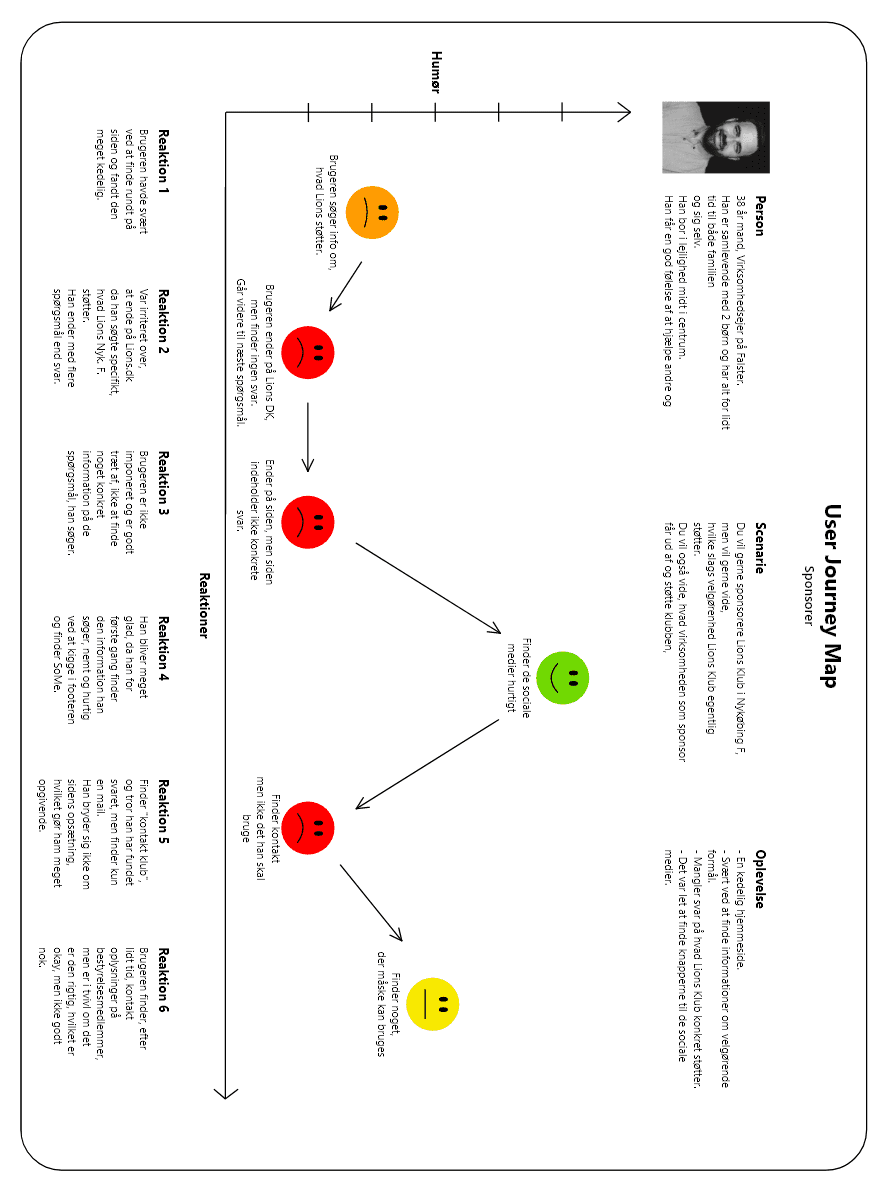 User Journey Map
Sponsorer
Person
38 år mand, Virksomhedsejer på Falster.
Han er samlevende med 2 børn og har alt for lidt
tid til både familien
og sig selv.
Han bor i lejlighed midt i centrum.
Han får en god følelse af at hjælpe andre og
Scenarie
Du vil gerne sponsorere Lions Klub i Nykøbing F,
men vil gerne vide,
hvilke slags velgørenhed Lions Klub egentlig
støtter.
Du vil også vide, hvad virksomheden som sponsor
får ud af og støtte klubben,
Oplevelse
- En kedelig hjemmeside.
- Svært ved at finde informationer om velgørende
formål.
- Mangler svar på hvad Lions Klub konkret støtter.
- Det var let at finde knapperne til de sociale
medier.
Humør
Brugeren søger info om,
hvad Lions støtter.
Brugeren ender på Lions DK,
men finder ingen svar.
Går videre til næste spørgsmål.
Ender på siden, men siden
indeholder ikke konkrete
svar.
Finder de sociale
medier hurtigt
Finder kontakt
men ikke det han skal
bruge
Finder noget,
der måske kan bruges
Reaktioner
Reaktion 1
Brugeren havde svært
ved at finde rundt på
siden og fandt den
meget kedelig.
Reaktion 2
Var irriteret over,
at ende på Lions.dk
da han søgte specifikt,
hvad Lions Nyk. F.
støtter.
Han ender med flere
spørgsmål end svar.
Reaktion 3
Brugeren er ikke
imponeret og er godt
træt af, ikke at finde
noget konkret
information på de
spørgsmål, han søger.
Reaktion 4
Han bliver meget
glad, da han for
første gang finder
den information han
søger, nemt og hurtig
ved at kigge i footeren
og finder SoMe.
Reaktion 5
Finder "kontakt klub",
og tror han har fundet
svaret, men finder kun
en mail.
Han bryder sig ikke om
sidens opsætning,
hvilket gør ham meget
opgivende.
Reaktion 6
Brugeren finder, efter
lidt tid, kontakt
oplysninger på
bestyrelsesmedlemmer,
men er i tvivl om det
er den rigtig, hvilket er
okay, men ikke godt
nok.